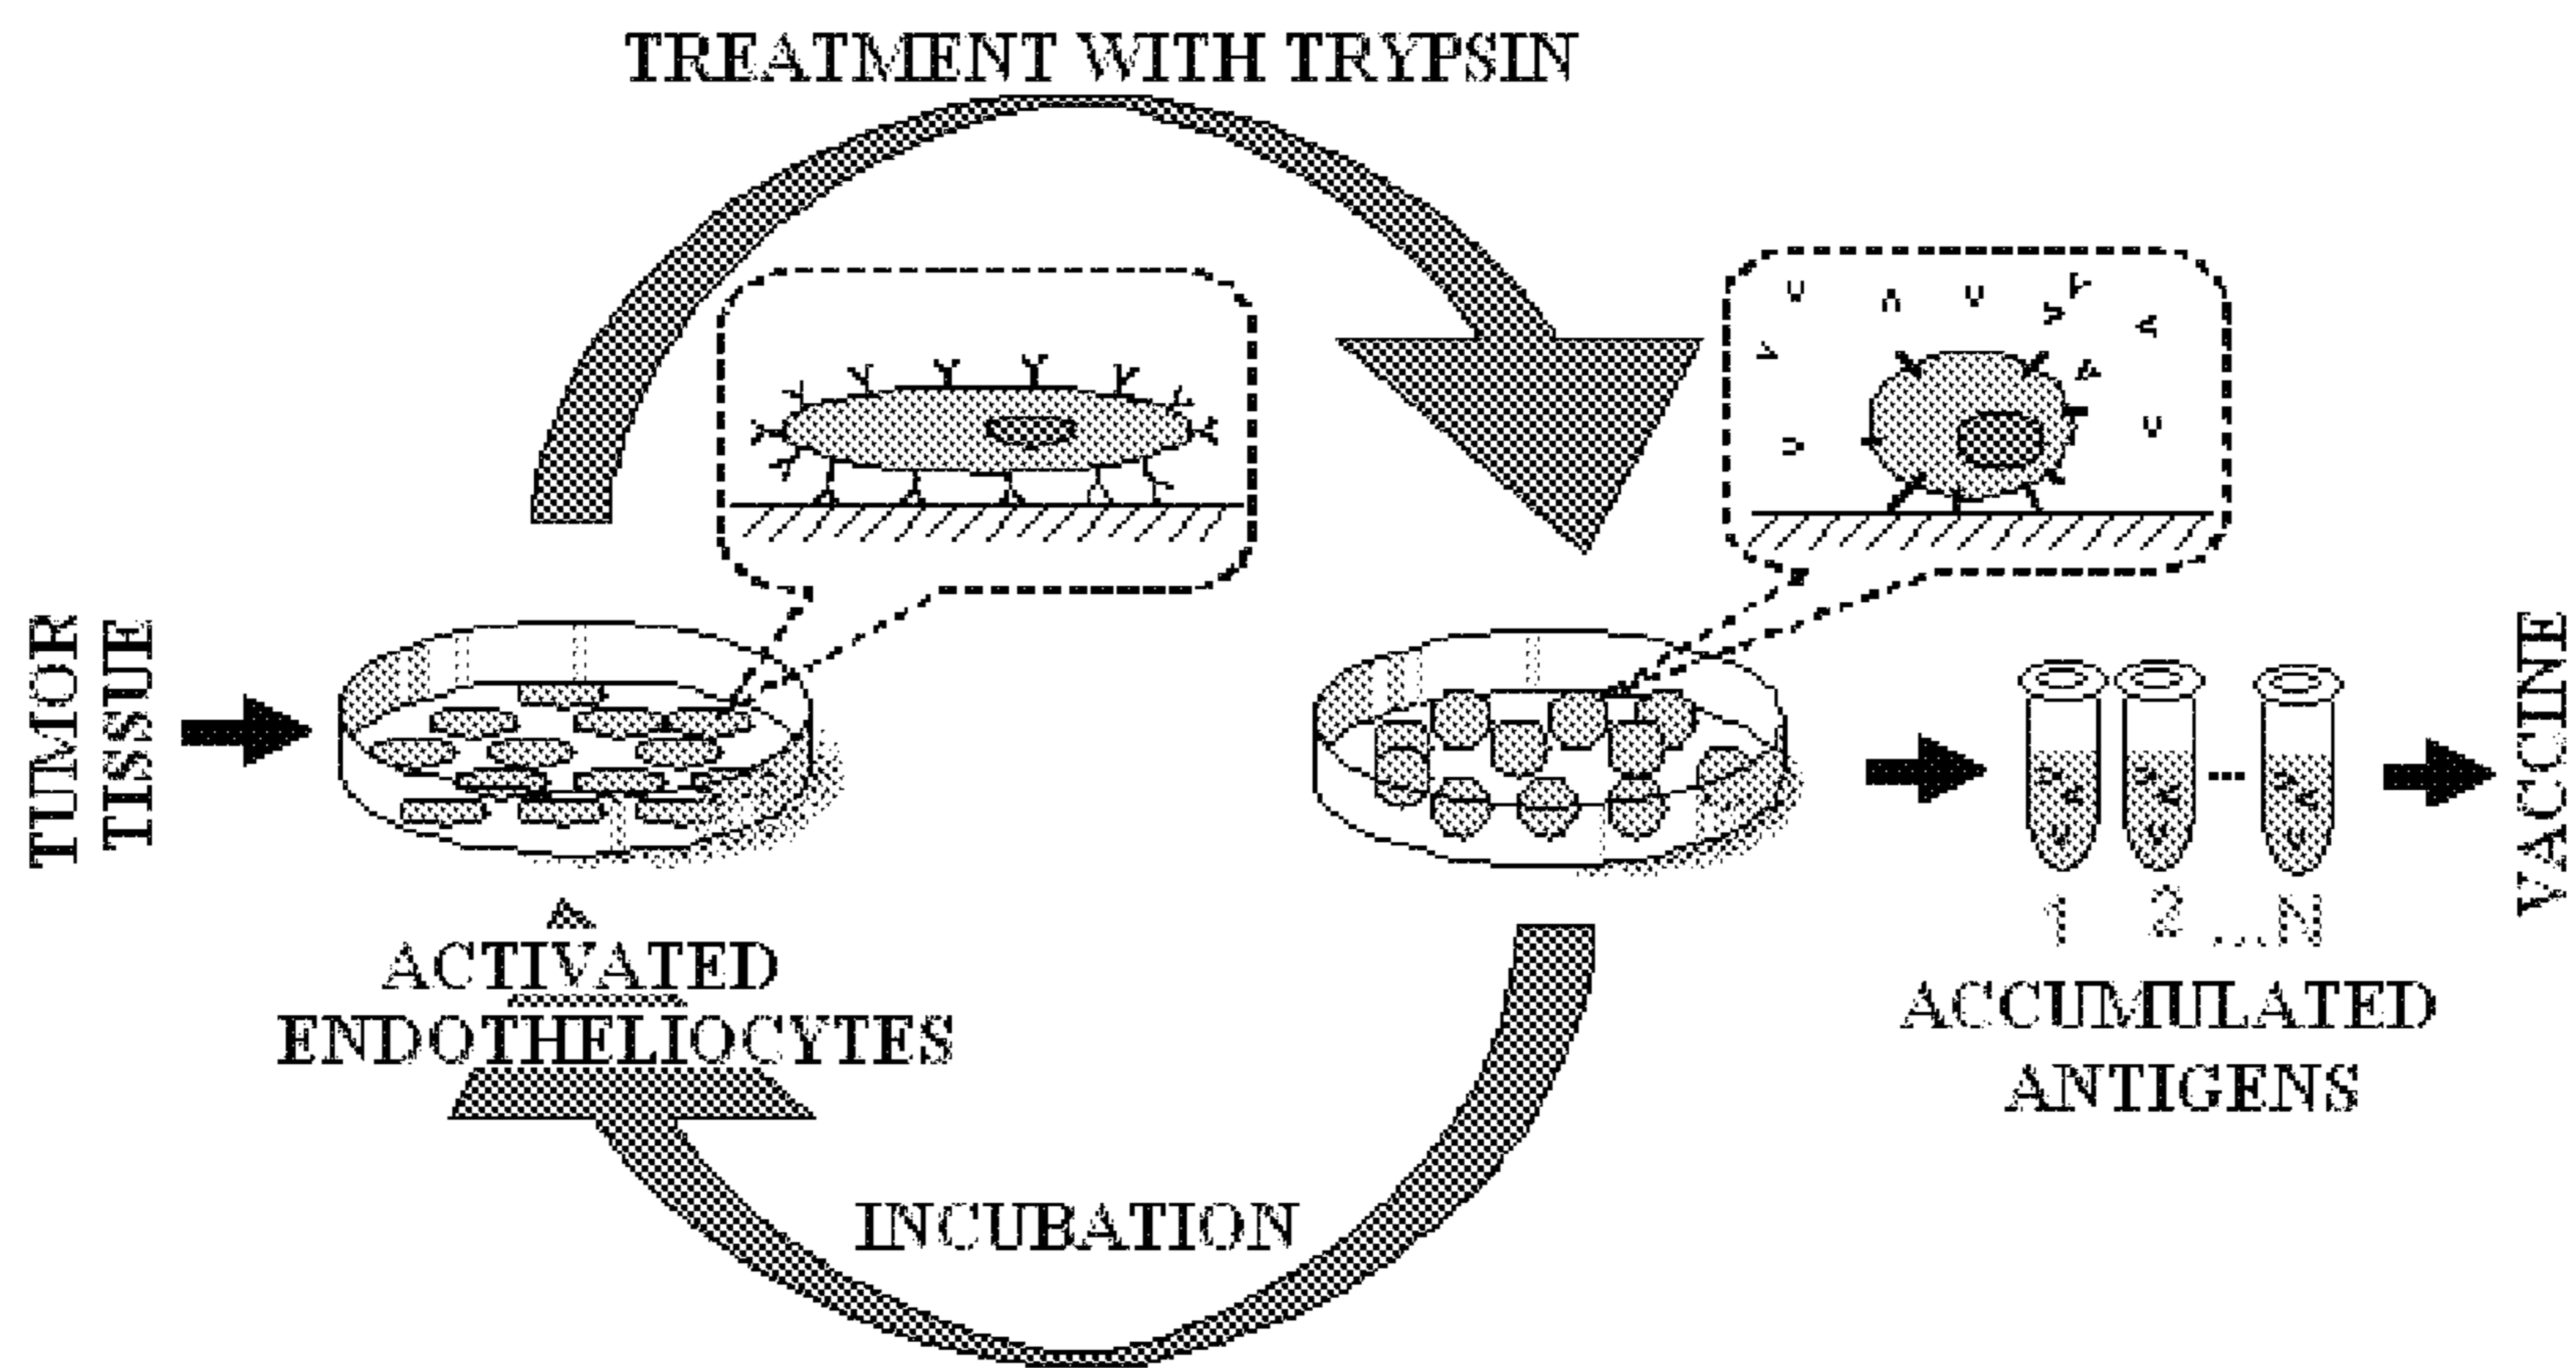 TREATMENT WITH TRYPSIN
TUMOR
TISSUE
ACTIVATED
ENDOTHELIOCYTES
INCUBATION
1 2 ...N
ACCUMULATED
ANTIGENS
VACCINE